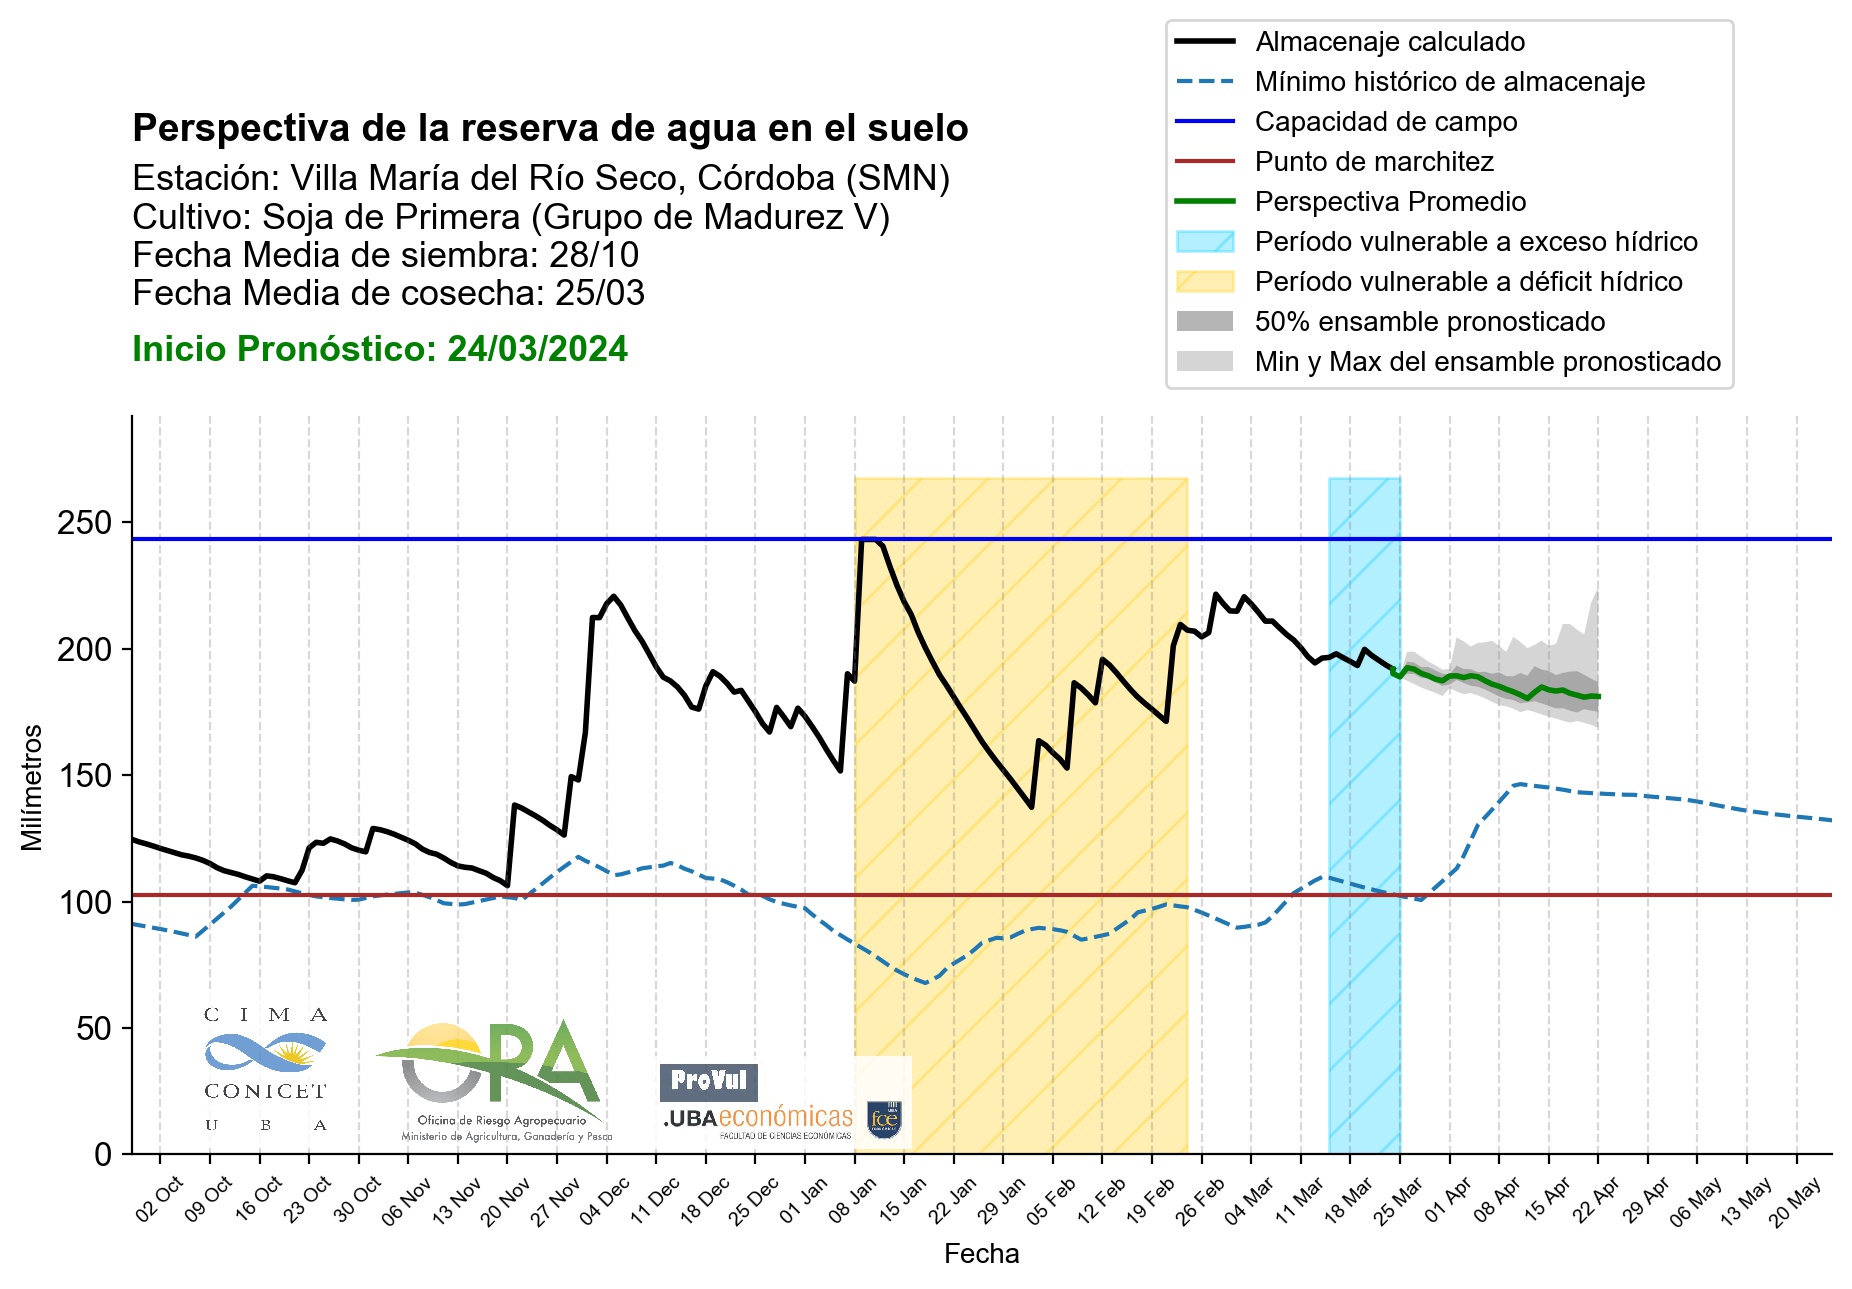 Almacenaje calculado
Mínimo histórico de almacenaje
Capacidad de campo
Punto de marchitez
Perspectiva Promedio
Período vulnerable a exceso hídrico
Período vulnerable a déficit hídrico
50% ensamble pronosticado
Min y Max del ensamble pronosticado
Perspectiva de la reserva de agua en el suelo
Estación: Villa María del Río Seco, Córdoba (SMN)
Cultivo: Soja de Primera (Grupo de Madurez V)
Fecha Media de siembra: 28/10
Fecha Media de cosecha: 25/03
Inicio Pronóstico: 24/03/2024
250
200
150
100
50
0
Milímetros
CIMA
CONICET
UBA
ORA
Oficina de Riesgo Agropecuario
Ministerio de Agricultura, Ganadería y Pesca
ProVul
.UBAeconómicas
FACULTAD DE CIENCIAS ECONÓMICAS
UBA
fce
02 Oct
09 Oct
16 Oct
23 Oct
30 Oct
06 Nov
13 Nov
20 Nov
27 Nov
04 Dec
11 Dec
18 Dec
25 Dec
01 Jan
08 Jan
15 Jan
22 Jan
29 Jan
05 Feb
12 Feb
19 Feb
26 Feb
04 Mar
11 Mar
18 Mar
25 Mar
01 Apr
08 Apr
15 Apr
22 Apr
29 Apr
06 May
13 May
20 May
Fecha